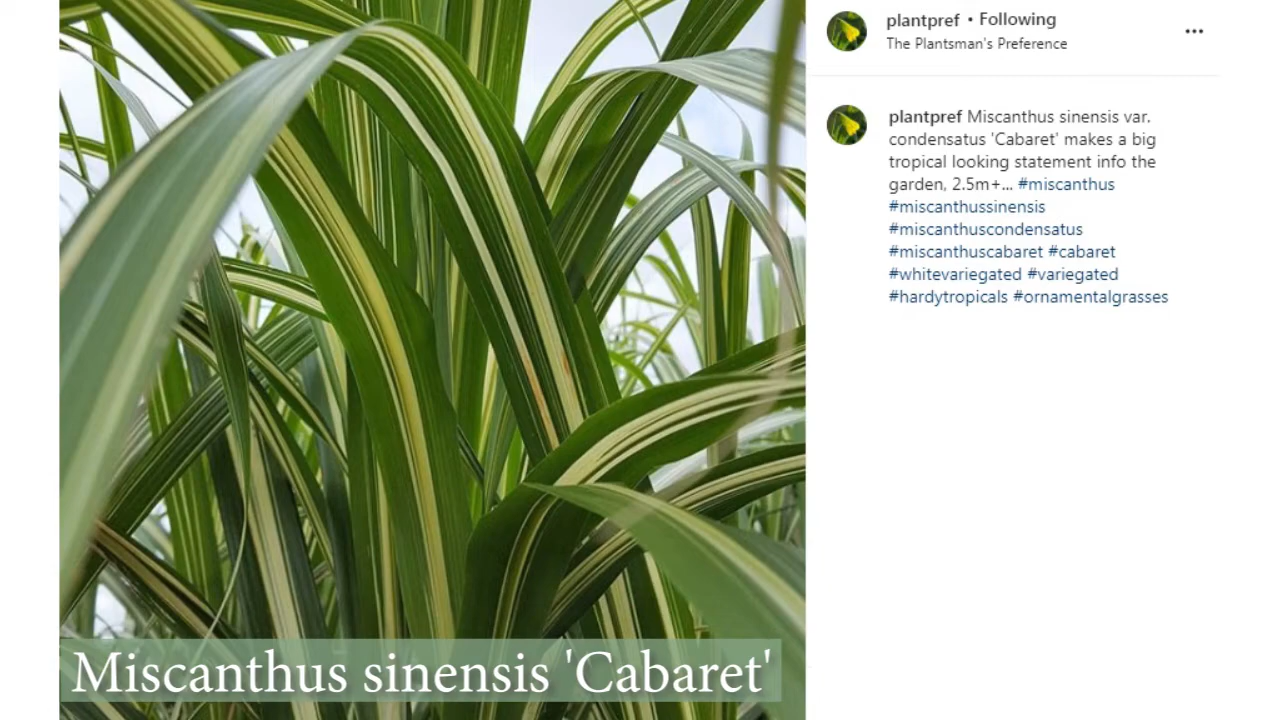 plantpref • Following
The Plantsman's Preference
plantpref Miscanthus sinensis var.
condensatus 'Cabaret' makes a big
tropical looking statement info the
garden, 2.5m+... #miscanthus
#miscanthussinensis
#miscanthuscondensatus
#miscanthuscabaret #cabaret
#whitevariegated #variegated
#hardytropicals #ornamentalgrasses
Miscanthus sinensis 'Cabaret'